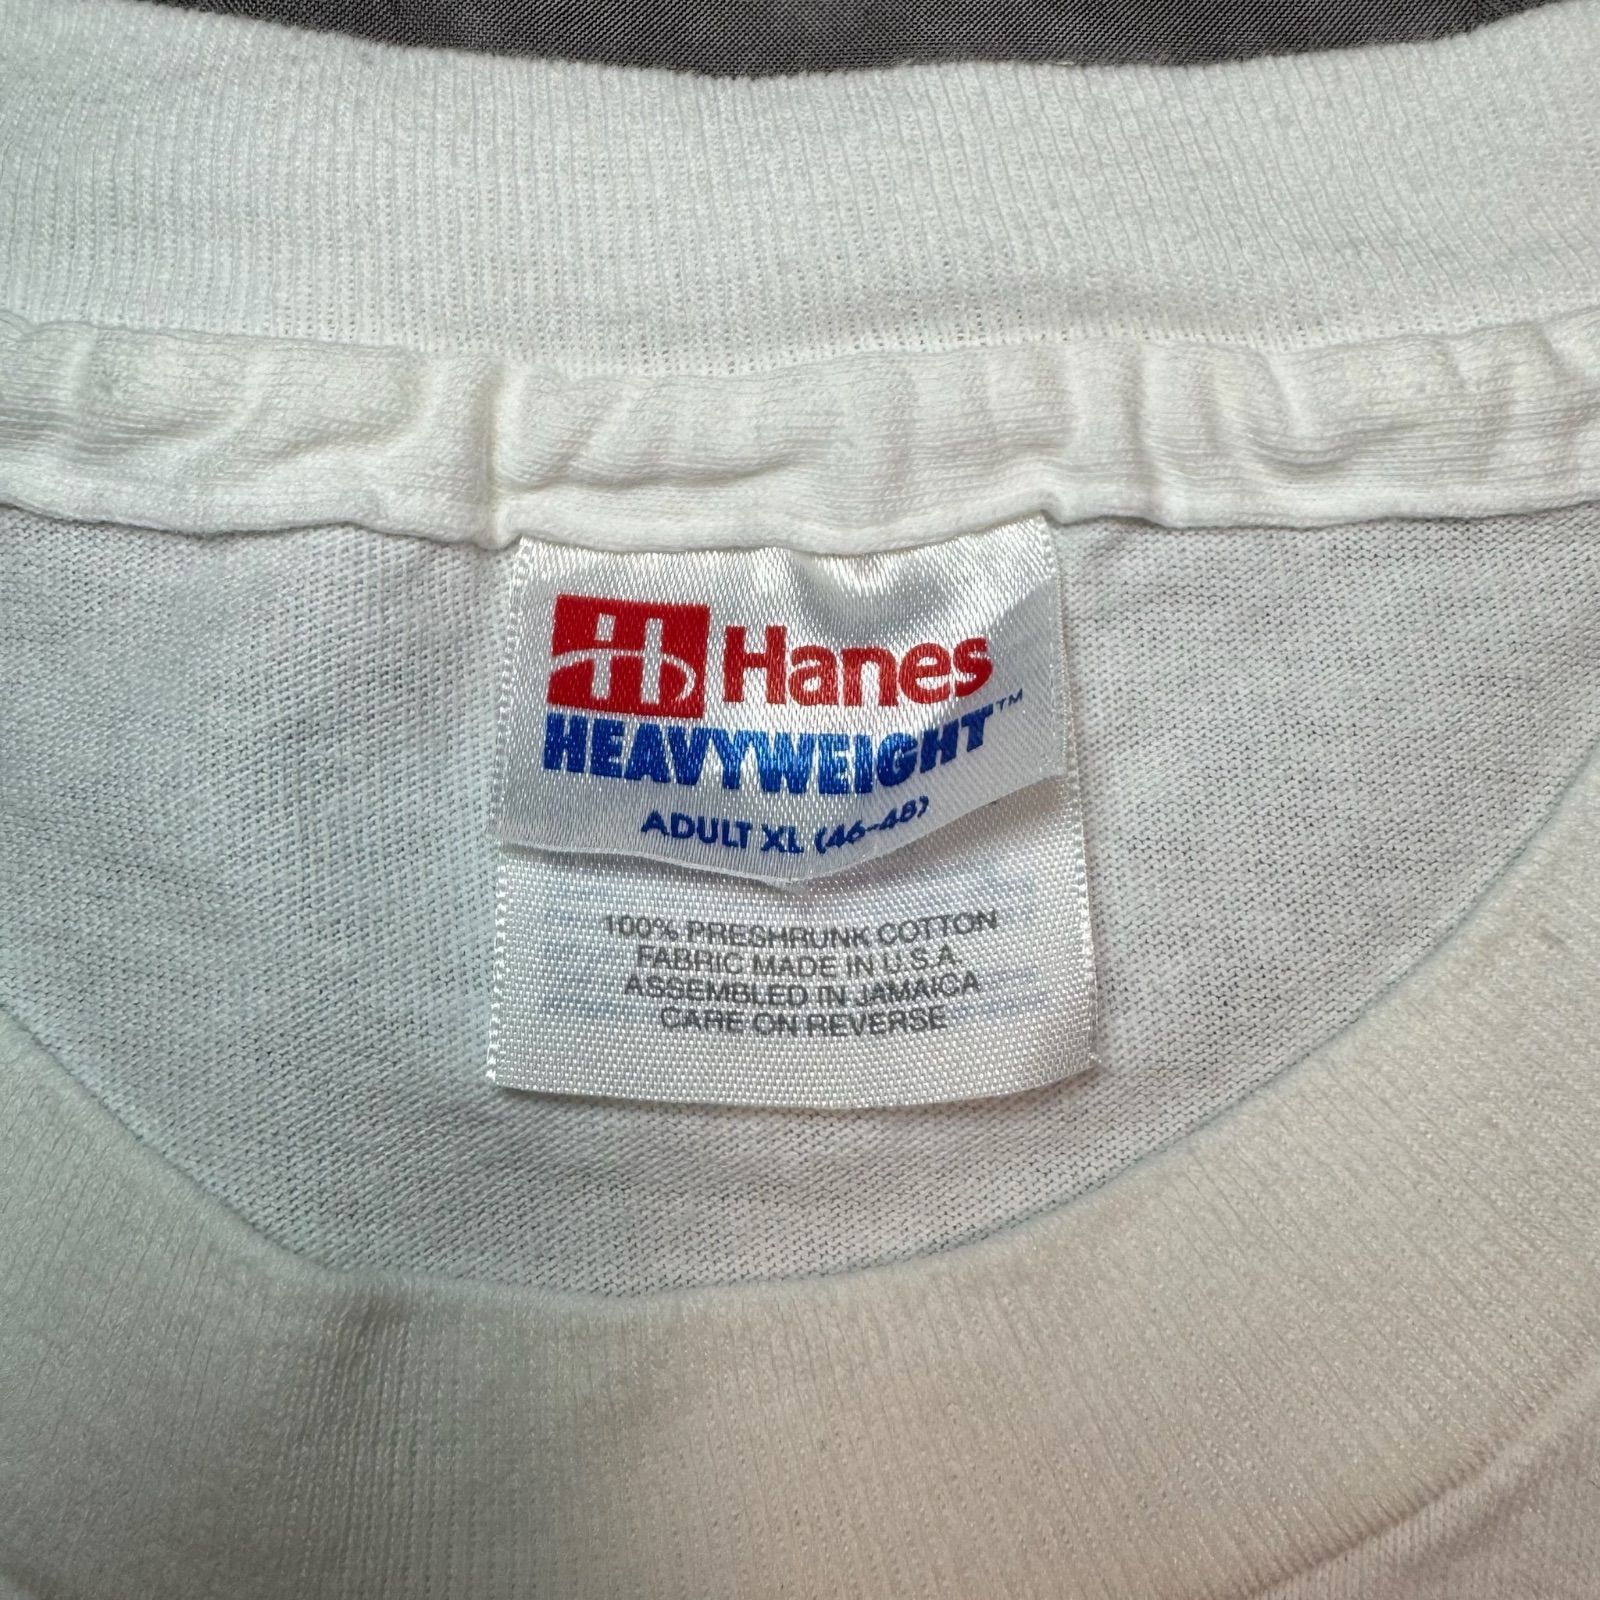 Hanes
HEAVYWEIGHT™
ADULT XL (46-48)
100% PRESHRUNK COTTON
FABRIC MADE IN U.S.A.
ASSEMBLED IN JAMAICA
CARE ON REVERSE